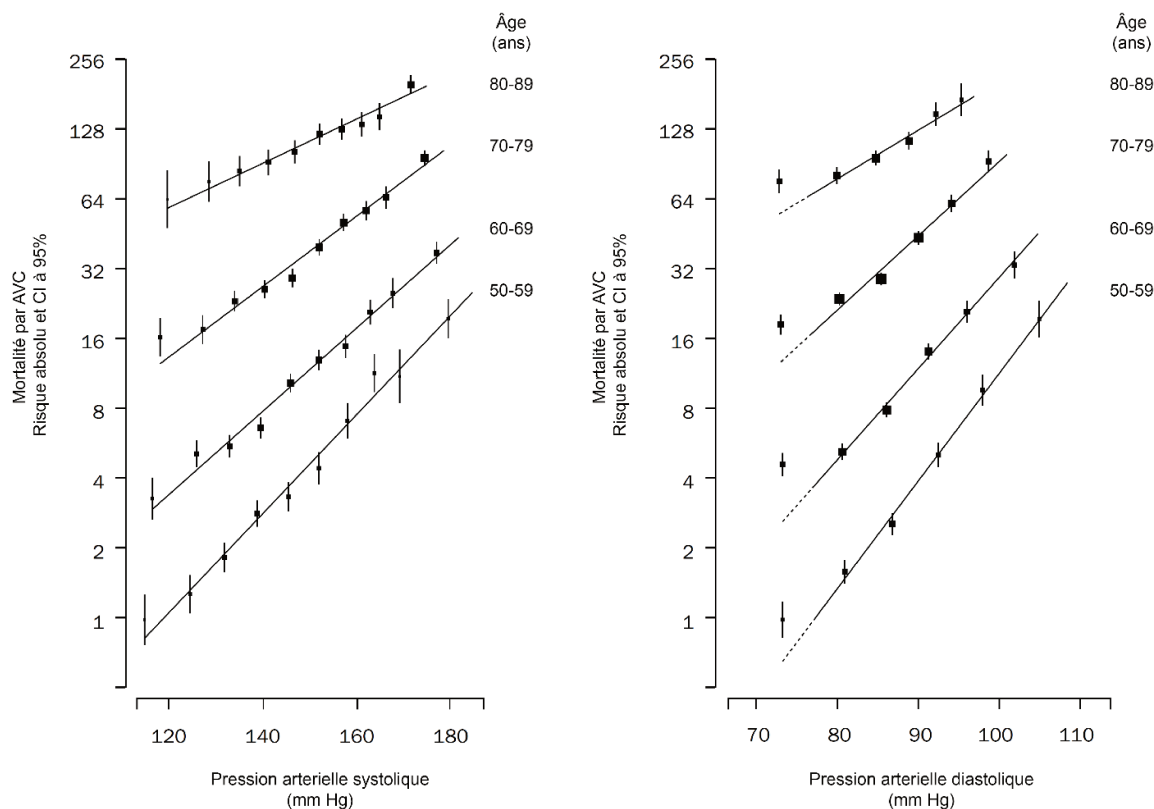 Âge
(ans)
256
80-89
128
70-79
64
60-69
32
50-59
16
8
4
2
1
Mortalité par AVC
Risque absolu et CI à 95%
120 140 160 180
Pression arterielle systolique
(mm Hg)
Âge
(ans)
256
80-89
128
70-79
64
60-69
32
50-59
16
8
4
2
1
Mortalité par AVC
Risque absolu et CI à 95%
70 80 90 100 110
Pression arterielle diastolique
(mm Hg)